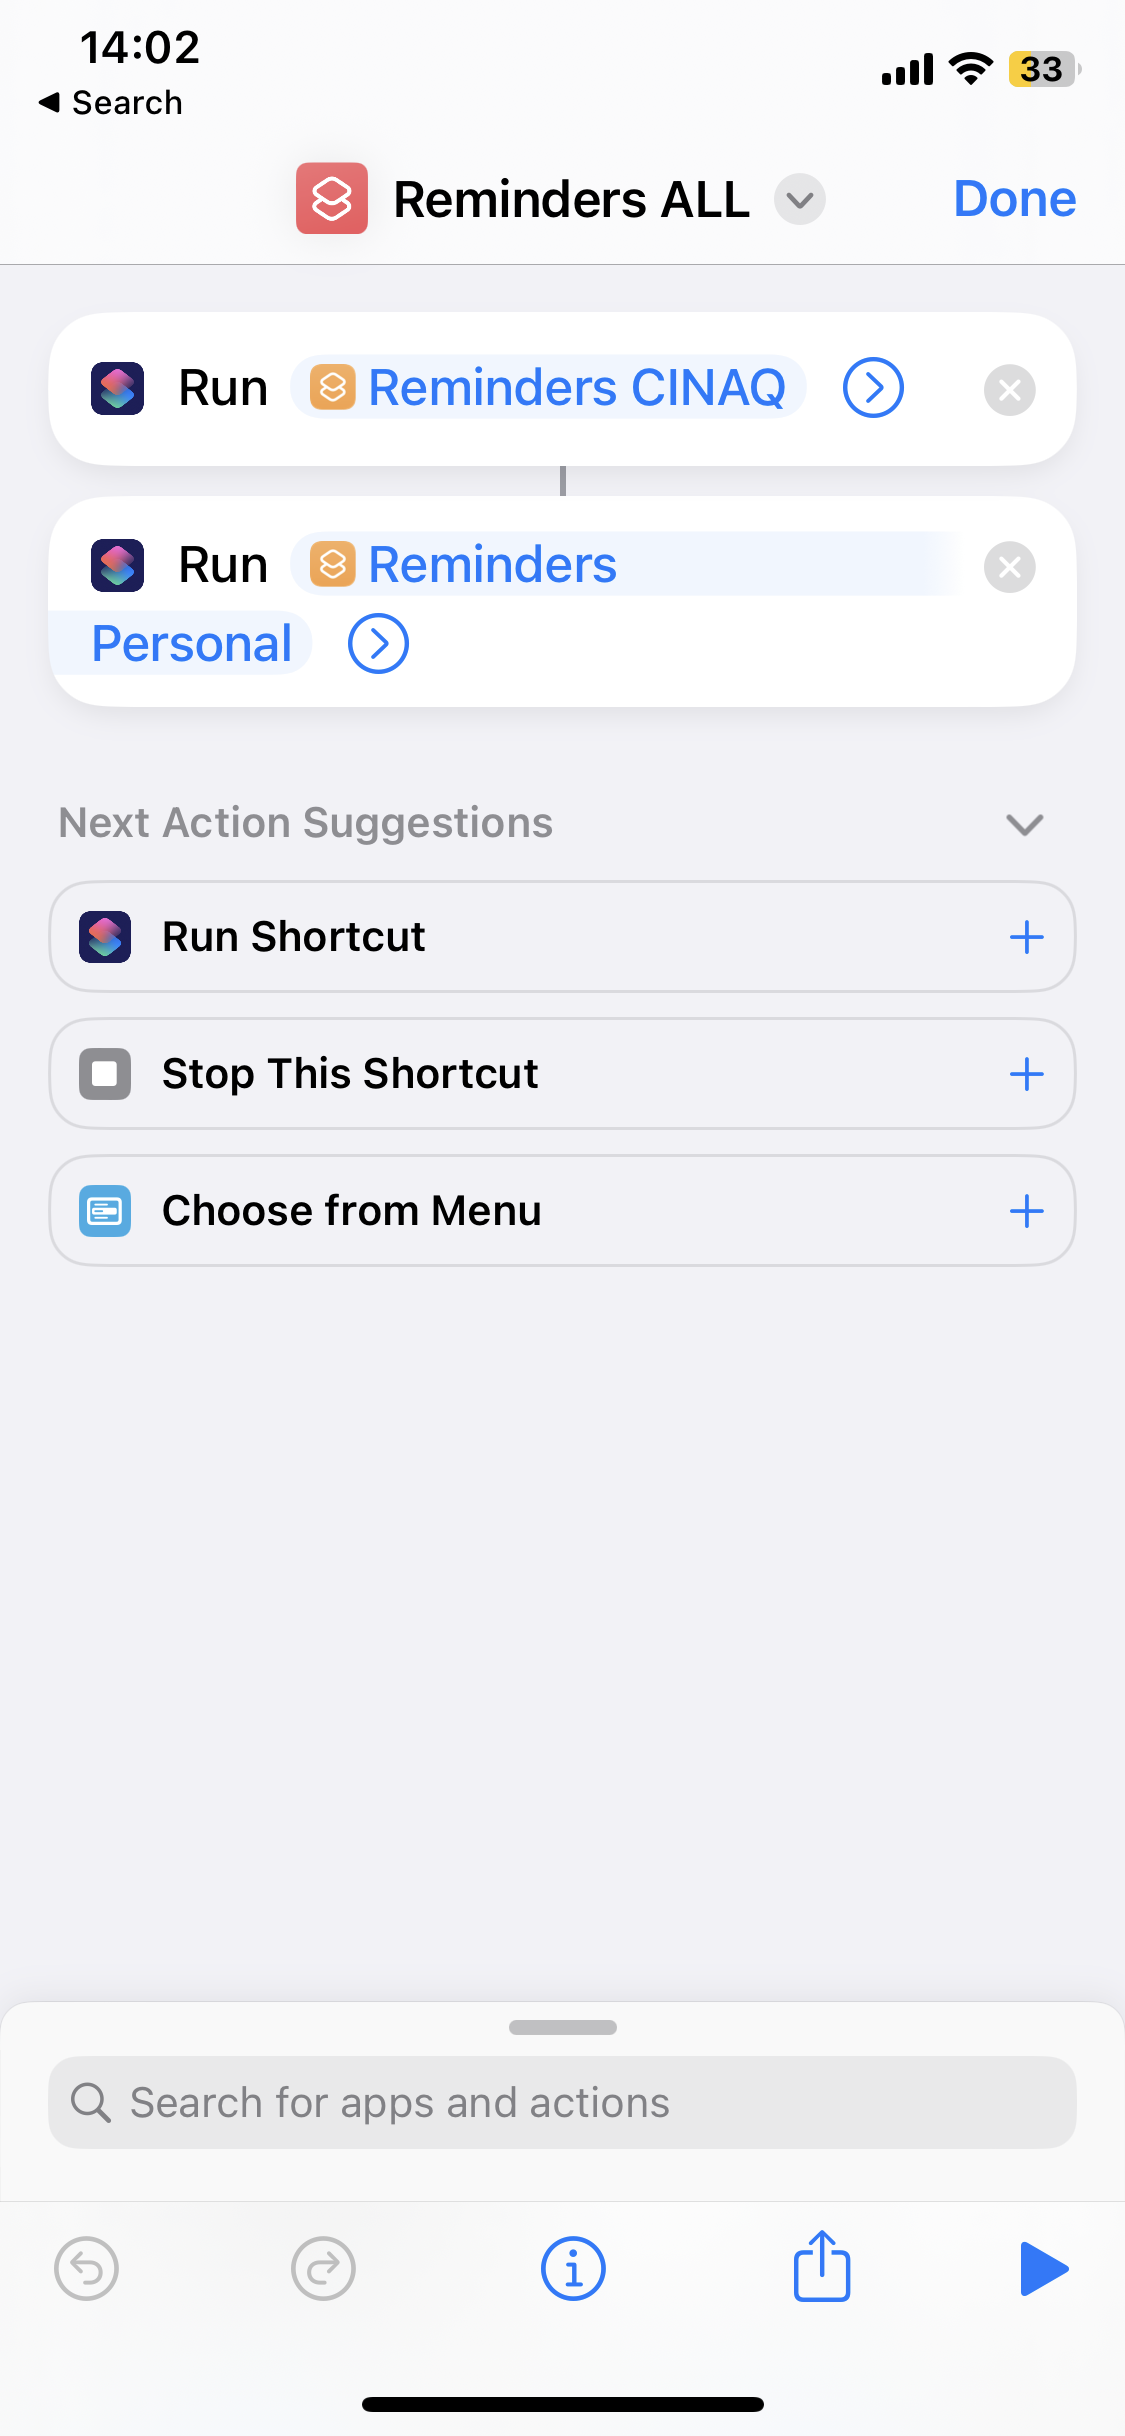 14:02
Search
33
Reminders ALL
Done
Run Reminders CINAQ
Run Reminders
Personal
Next Action Suggestions
Run Shortcut
Stop This Shortcut
Choose from Menu
Search for apps and actions